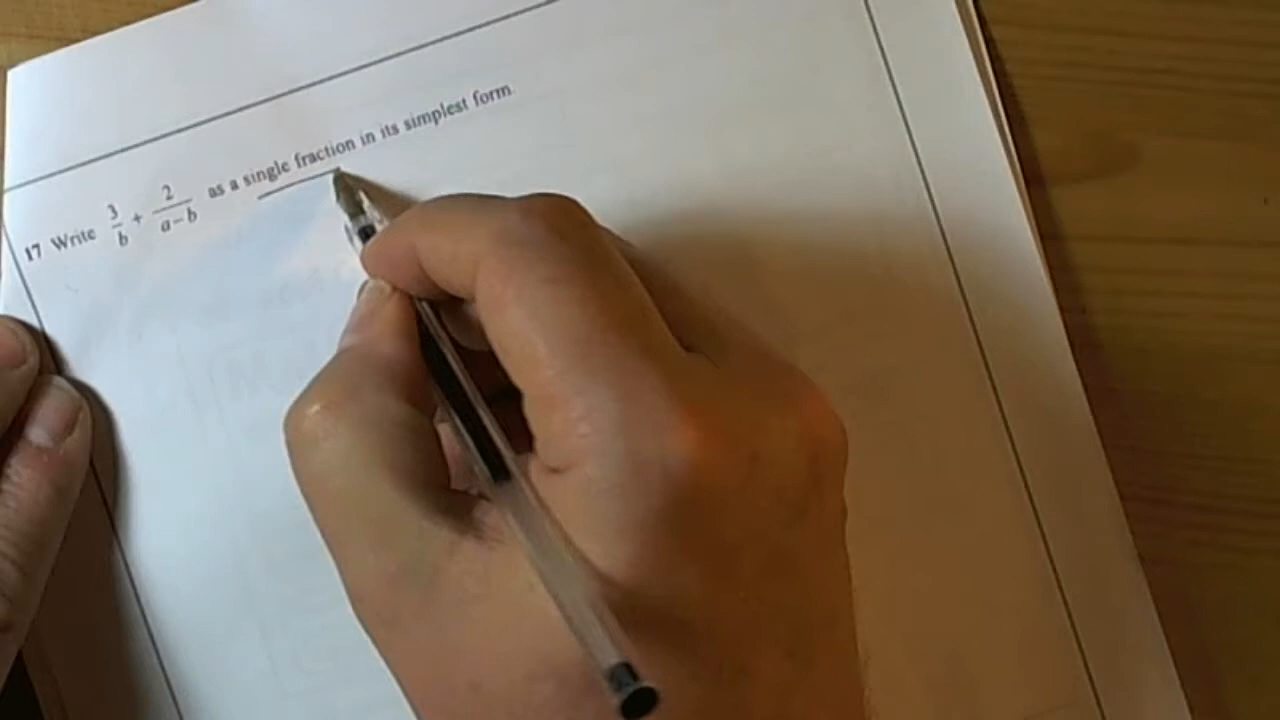 17 Write 3/b + 2/(a−b) as a single fraction in its simplest form.